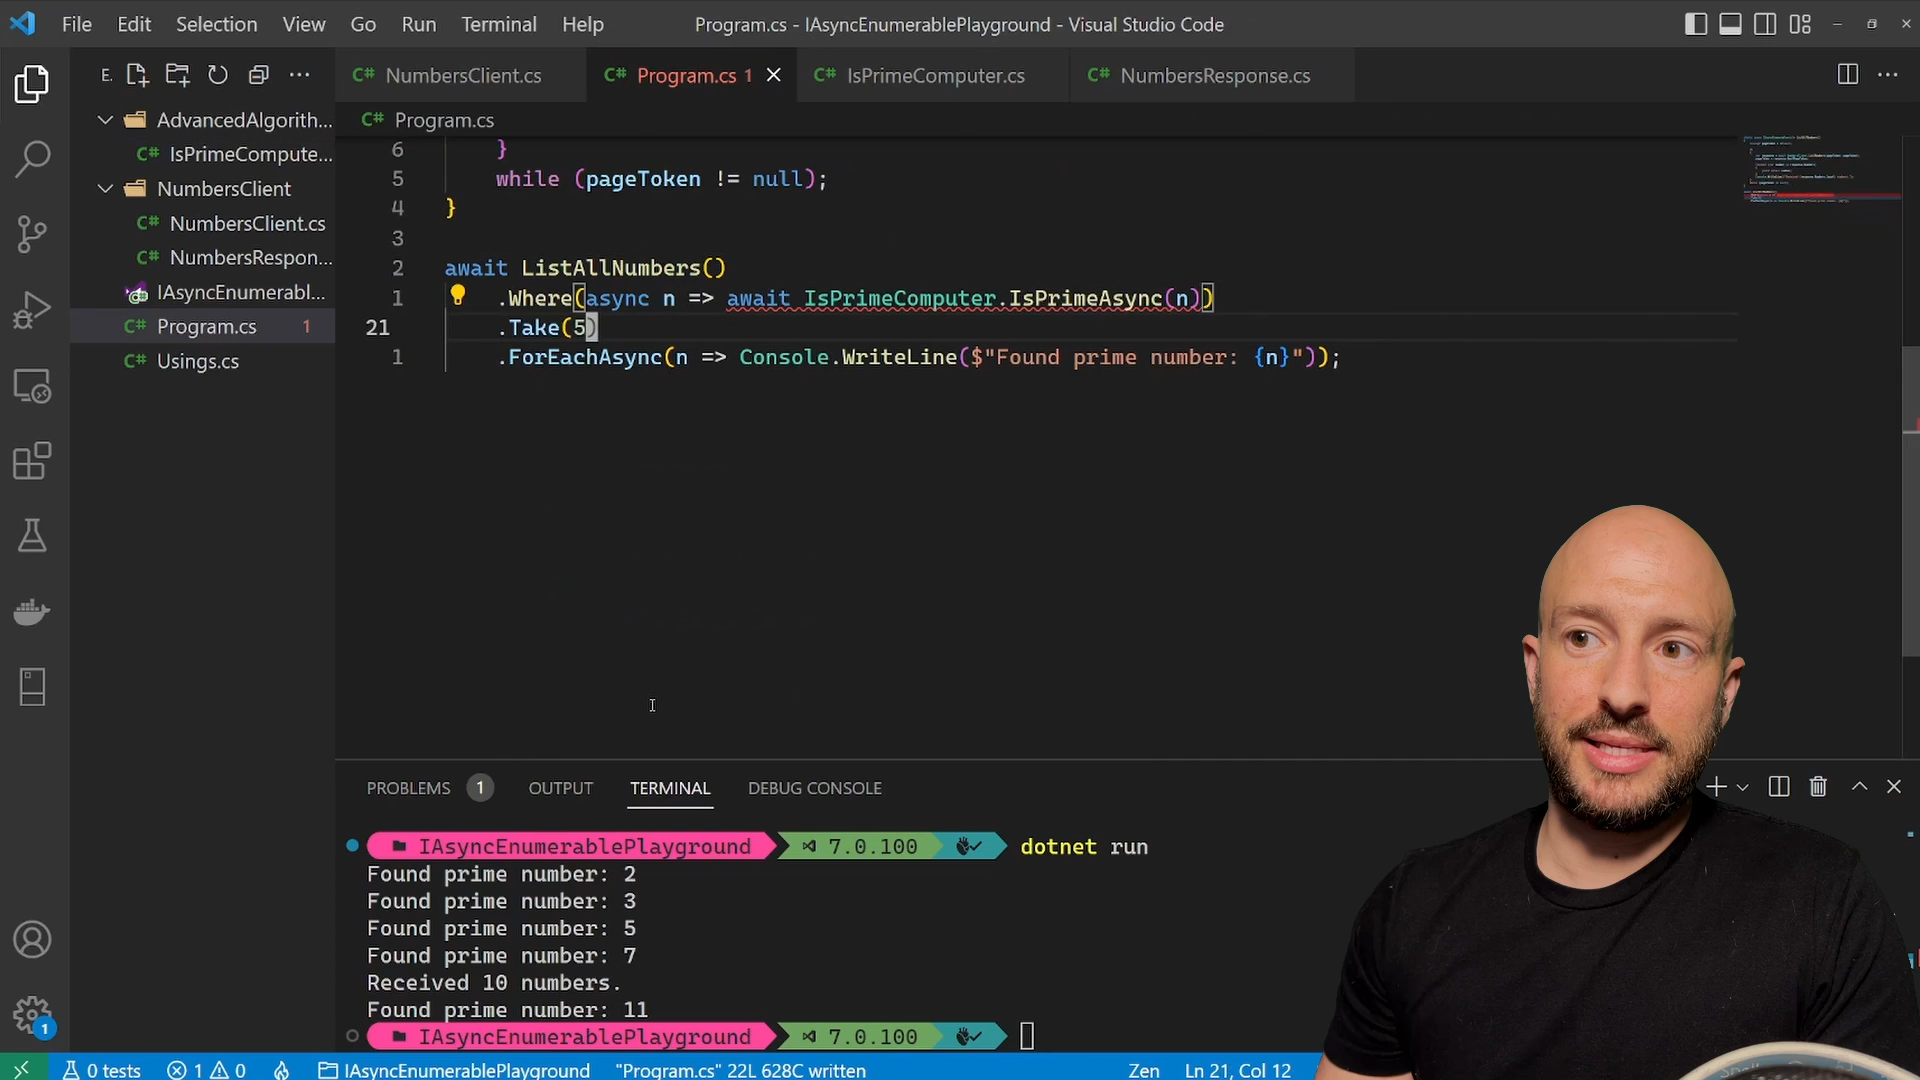 File Edit Selection View Go Run Terminal Help
Program.cs - IAsyncEnumerablePlayground - Visual Studio Code
E.
C# NumbersClient.cs
C# Program.cs 1
C# IsPrimeComputer.cs
C# NumbersResponse.cs
AdvancedAlgorith...
C# IsPrimeCompute...
NumbersClient
C# NumbersClient.cs
C# NumbersRespon...
IAsyncEnumerabl...
C# Program.cs 1
C# Usings.cs
C# Program.cs
6 }
5 while (pageToken != null);
4 }
3
2 await ListAllNumbers()
1 .Where(async n => await IsPrimeComputer.IsPrimeAsync(n))
21 .Take(5)
1 .ForEachAsync(n => Console.WriteLine($"Found prime number: {n}"));
PROBLEMS 1 OUTPUT TERMINAL DEBUG CONSOLE
IAsyncEnumerablePlayground 7.0.100 dotnet run
Found prime number: 2
Found prime number: 3
Found prime number: 5
Found prime number: 7
Received 10 numbers.
Found prime number: 11
IAsyncEnumerablePlayground 7.0.100
1
0 tests 1 0 IAsyncEnumerablePlayground "Program.cs" 22L 628C written Zen Ln 21, Col 12